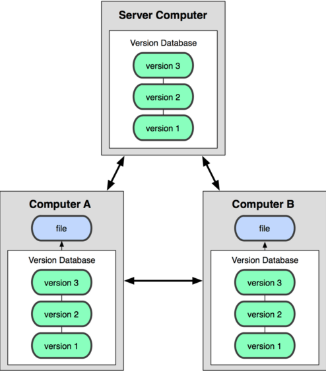 Server Computer
Version Database
version 3
version 2
version 1
Computer A
file
Version Database
version 3
version 2
version 1
Computer B
file
Version Database
version 3
version 2
version 1